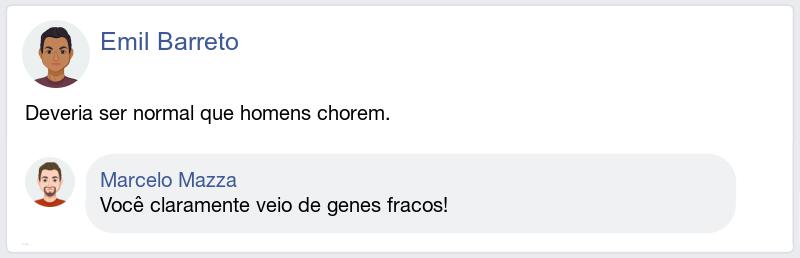 Emil Barreto
Deveria ser normal que homens chorem.
Marcelo Mazza
Você claramente veio de genes fracos!